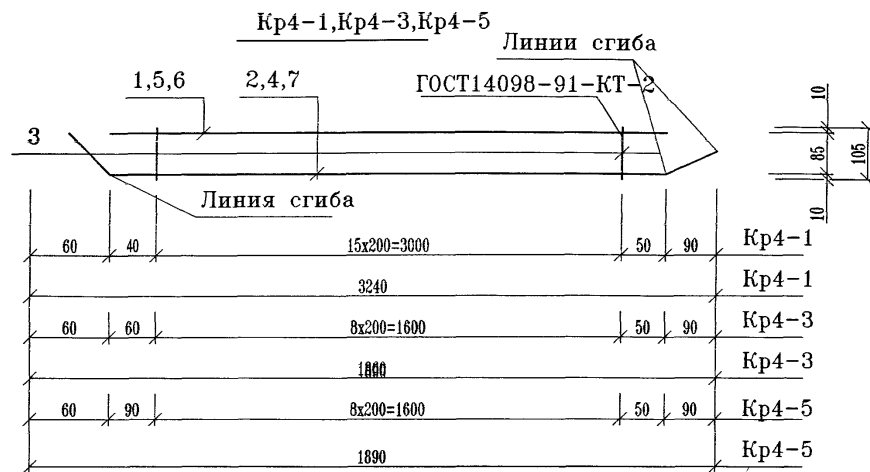 Кр4-1,Кр4-3,Кр4-5
Линии сгиба
1,5,6
2,4,7
ГОСТ14098-91-КТ-2
3
10
85
105
10
Линия сгиба
60 40 15x200=3000 50 90 Кр4-1
3240 Кр4-1
60 60 8x200=1600 50 90 Кр4-3
Кр4-3
60 90 8x200=1600 50 90 Кр4-5
1890 Кр4-5